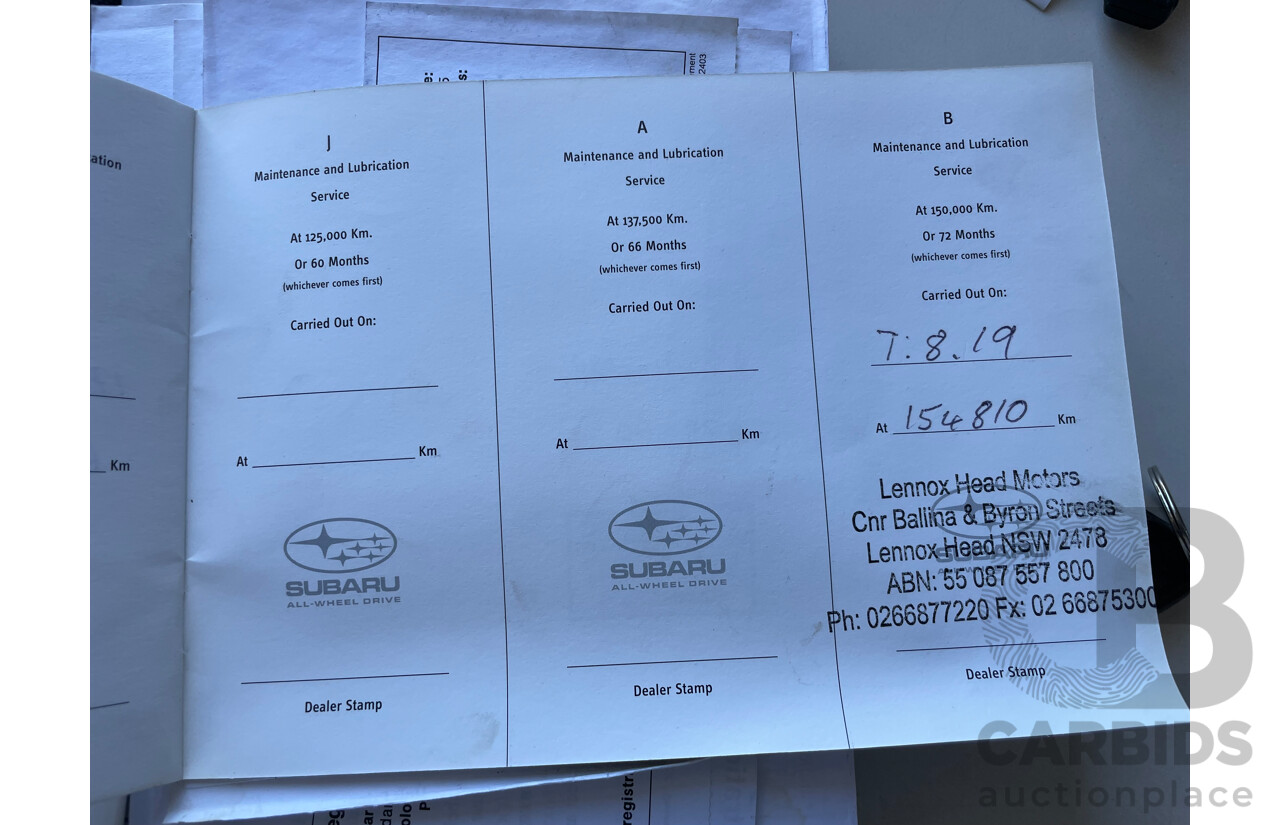 ment
2403
ation
Km
J
Maintenance and Lubrication
Service
At 125,000 Km.
Or 60 Months
(whichever comes first)
Carried Out On:
At Km
SUBARU
ALL-WHEEL DRIVE
Dealer Stamp
A
Maintenance and Lubrication
Service
At 137,500 Km.
Or 66 Months
(whichever comes first)
Carried Out On:
At Km
SUBARU
ALL-WHEEL DRIVE
Dealer Stamp
B
Maintenance and Lubrication
Service
At 150,000 Km.
Or 72 Months
(whichever comes first)
Carried Out On:
7:8.19
At 154810 Km
Lennox Head Motors
Cnr Ballina & Byron Streets
Lennox Head NSW 2478
ABN: 55 087 557 800
Ph: 0266877220 Fx: 02 66875300
Dealer Stamp
registr
B
CARBIDS
auctionplace